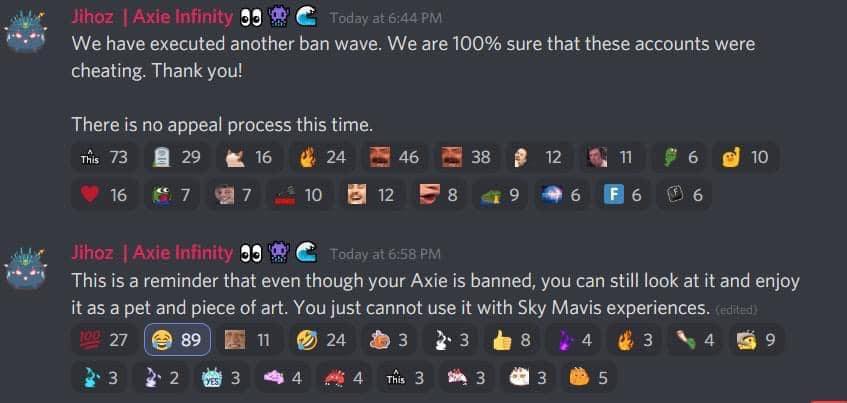 Jihoz | Axie Infinity 👀 Today at 6:44 PM
We have executed another ban wave. We are 100% sure that these accounts were
cheating. Thank you!
There is no appeal process this time.
This 73 29 16 24 46 38 12 11 6 10
16 7 7 10 12 8 9 6 F 6 F 6
Jihoz | Axie Infinity 👀 Today at 6:58 PM
This is a reminder that even though your Axie is banned, you can still look at it and enjoy
it as a pet and piece of art. You just cannot use it with Sky Mavis experiences. (edited)
100 27 89 11 24 3 3 8 4 3 4 9
3 2 YES 3 4 4 This 3 3 3 5